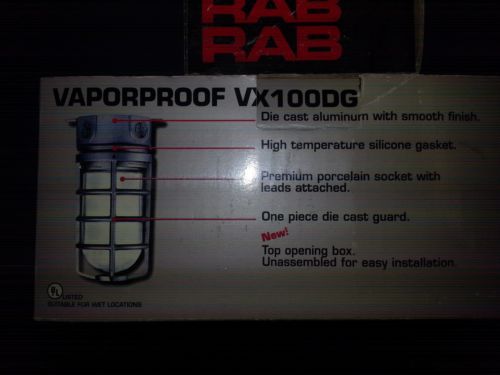 RAB
RAB
VAPORPROOF VX100DG
Die cast aluminum with smooth finish.
High temperature silicone gasket.
Premium porcelain socket with
leads attached.
One piece die cast guard.
New!
Top opening box.
Unassembled for easy installation.
UL LISTED
SUITABLE FOR WET LOCATIONS